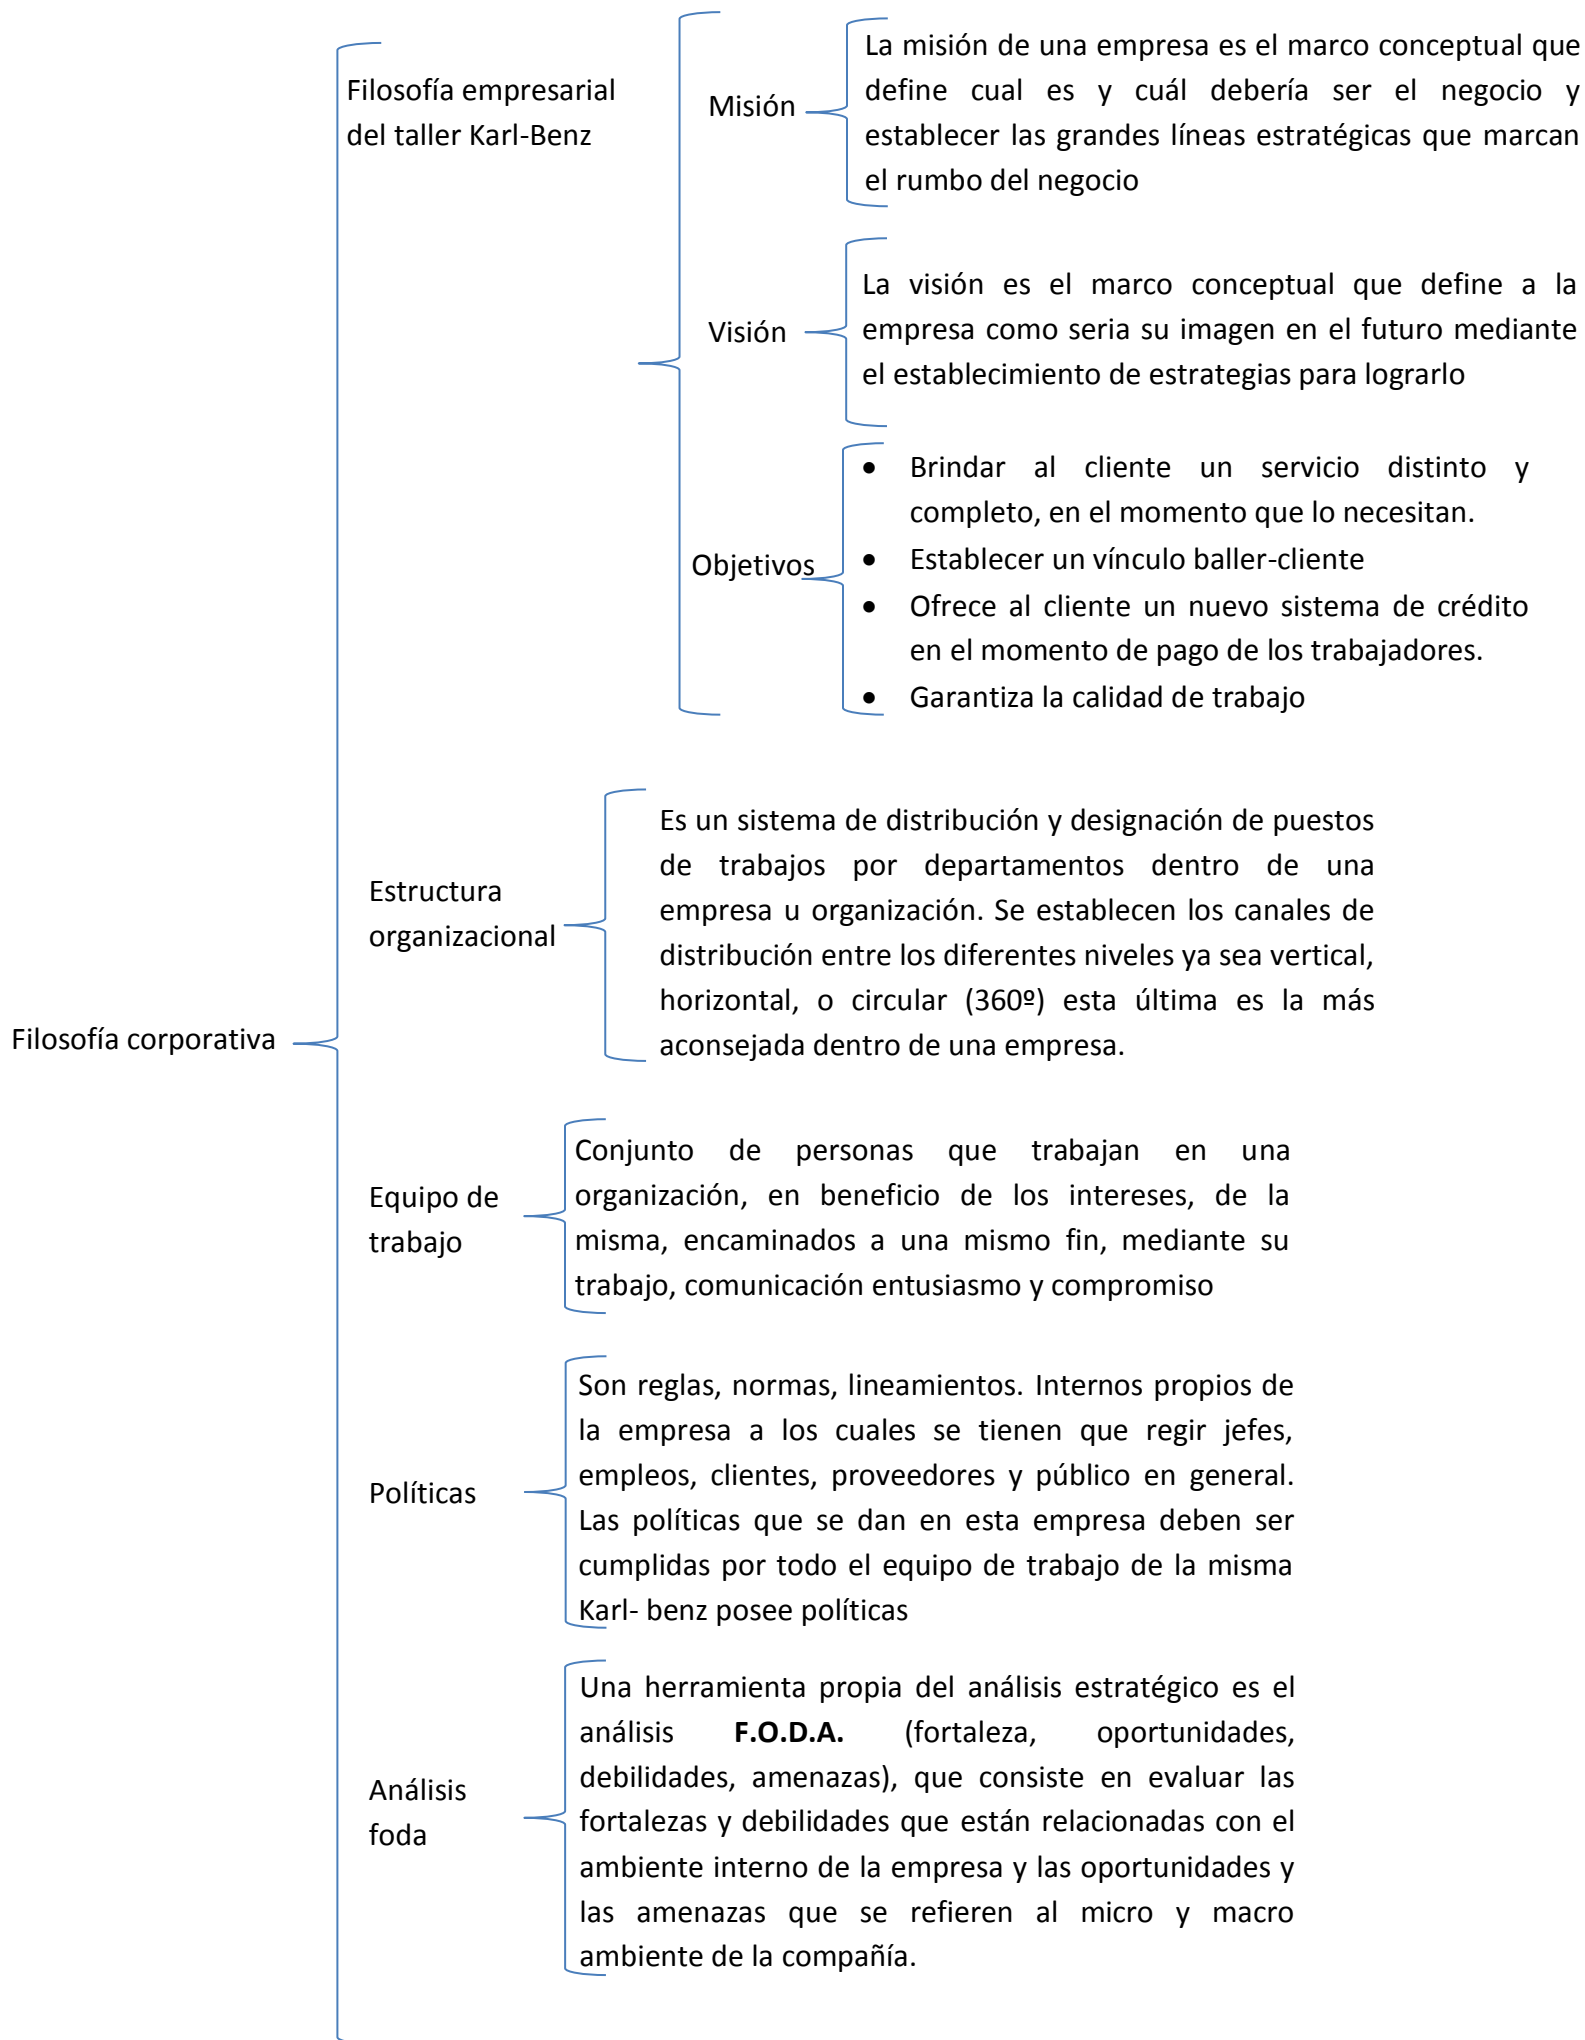 Filosofía corporativa
Filosofía empresarial
del taller Karl-Benz
Misión
La misión de una empresa es el marco conceptual que
define cual es y cuál debería ser el negocio y
establecer las grandes líneas estratégicas que marcan
el rumbo del negocio
Visión
La visión es el marco conceptual que define a la
empresa como seria su imagen en el futuro mediante
el establecimiento de estrategias para lograrlo
Objetivos
• Brindar al cliente un servicio distinto y
completo, en el momento que lo necesitan.
• Establecer un vínculo baller-cliente
• Ofrece al cliente un nuevo sistema de crédito
en el momento de pago de los trabajadores.
• Garantiza la calidad de trabajo
Estructura
organizacional
Es un sistema de distribución y designación de puestos
de trabajos por departamentos dentro de una
empresa u organización. Se establecen los canales de
distribución entre los diferentes niveles ya sea vertical,
horizontal, o circular (360º) esta última es la más
aconsejada dentro de una empresa.
Equipo de
trabajo
Conjunto de personas que trabajan en una
organización, en beneficio de los intereses, de la
misma, encaminados a una mismo fin, mediante su
trabajo, comunicación entusiasmo y compromiso
Políticas
Son reglas, normas, lineamientos. Internos propios de
la empresa a los cuales se tienen que regir jefes,
empleos, clientes, proveedores y público en general.
Las políticas que se dan en esta empresa deben ser
cumplidas por todo el equipo de trabajo de la misma
Karl- benz posee políticas
Análisis
foda
Una herramienta propia del análisis estratégico es el
análisis F.O.D.A. (fortaleza, oportunidades,
debilidades, amenazas), que consiste en evaluar las
fortalezas y debilidades que están relacionadas con el
ambiente interno de la empresa y las oportunidades y
las amenazas que se refieren al micro y macro
ambiente de la compañía.